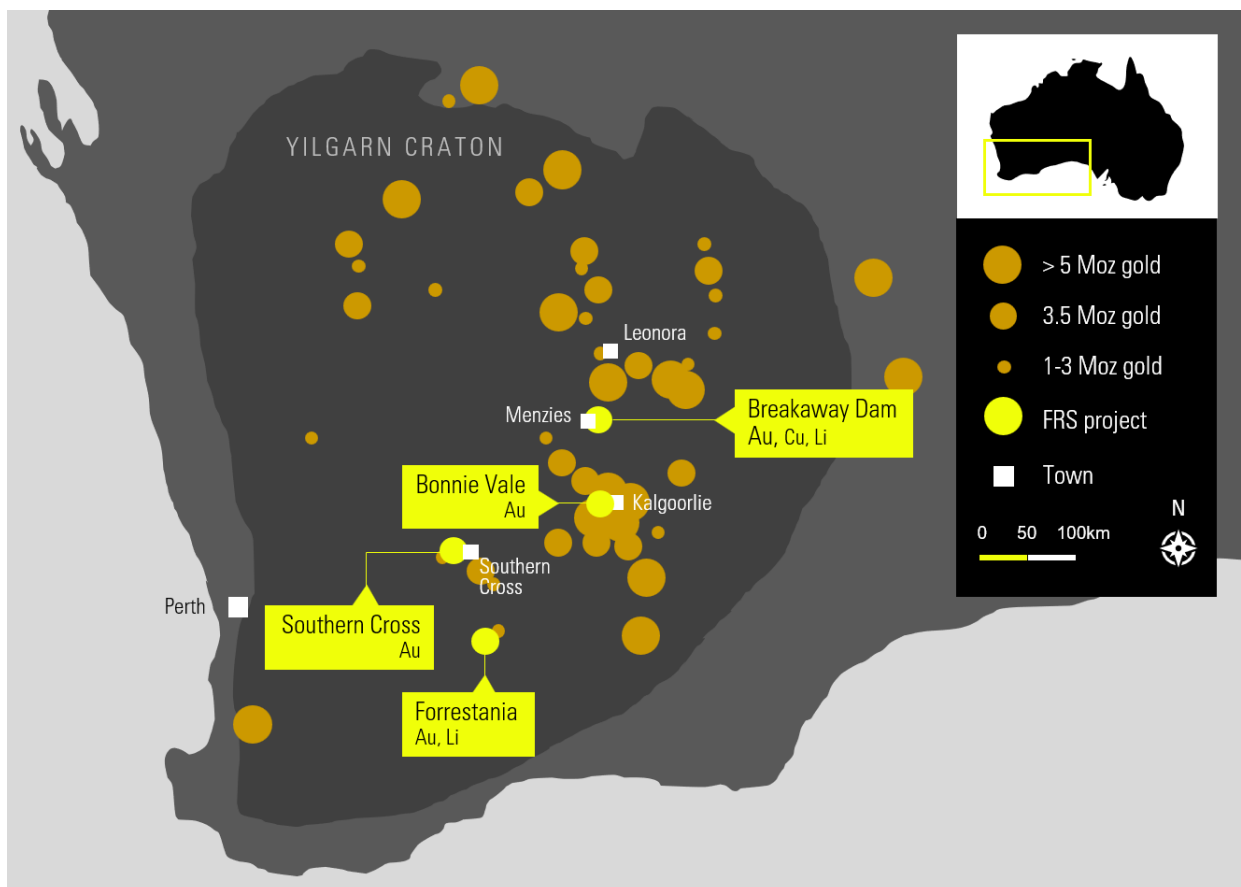 YILGARN CRATON
> 5 Moz gold
3.5 Moz gold
1-3 Moz gold
FRS project
Town
N
0 50 100km
Leonora
Menzies
Breakaway Dam
Au, Cu, Li
Bonnie Vale
Au
Kalgoorlie
Southern
Cross
Perth
Southern Cross
Au
Forrestania
Au, Li